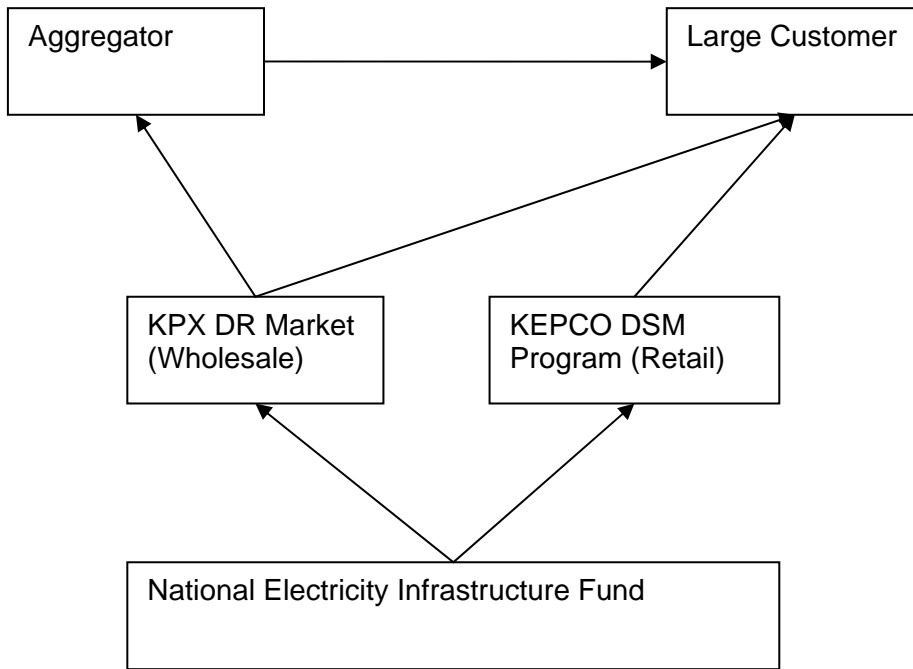 Aggregator
Large Customer
KPX DR Market
(Wholesale)
KEPCO DSM
Program (Retail)
National Electricity Infrastructure Fund